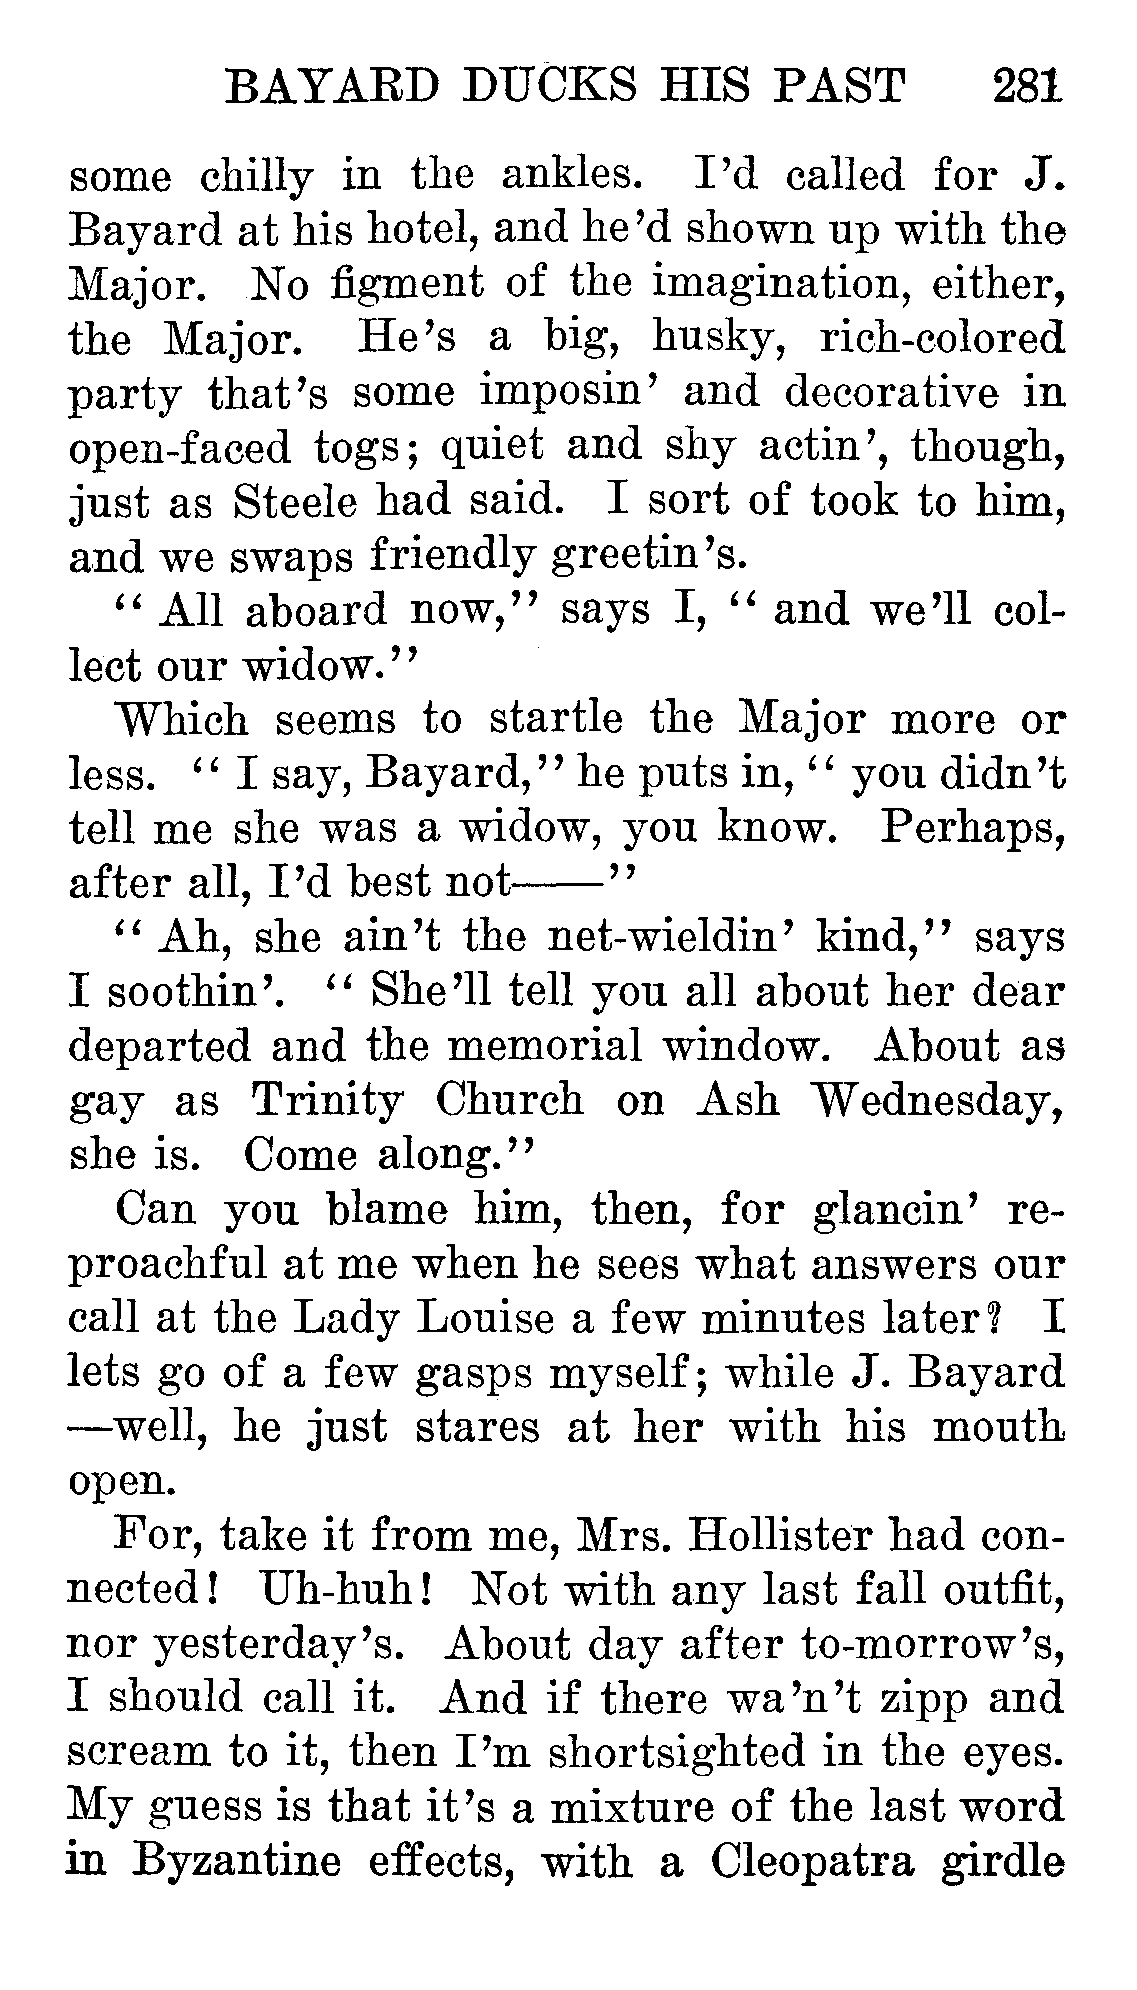 BAYARD DUCKS HIS PAST 281
some chilly in the ankles. I'd called for J.
Bayard at his hotel, and he'd shown up with the
Major. No figment of the imagination, either,
the Major. He's a big, husky, rich-colored
party that's some imposin' and decorative in
open-faced togs; quiet and shy actin', though,
just as Steele had said. I sort of took to him,
and we swaps friendly greetin's.
"All aboard now," says I, "and we'll col-
lect our widow."
Which seems to startle the Major more or
less. "I say, Bayard," he puts in, "you didn't
tell me she was a widow, you know. Perhaps,
after all, I'd best not——"
"Ah, she ain't the net-wieldin' kind," says
I soothin'. "She'll tell you all about her dear
departed and the memorial window. About as
gay as Trinity Church on Ash Wednesday,
she is. Come along."
Can you blame him, then, for glancin' re-
proachful at me when he sees what answers our
call at the Lady Louise a few minutes later? I
lets go of a few gasps myself; while J. Bayard
—well, he just stares at her with his mouth
open.
For, take it from me, Mrs. Hollister had con-
nected! Uh-huh! Not with any last fall outfit,
nor yesterday's. About day after to-morrow's,
I should call it. And if there wa'n't zipp and
scream to it, then I'm shortsighted in the eyes.
My guess is that it's a mixture of the last word
in Byzantine effects, with a Cleopatra girdle